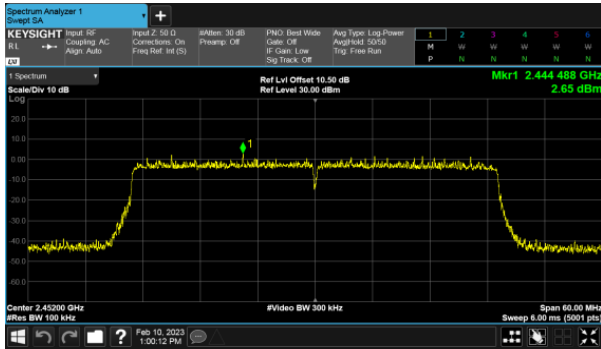 Spectrum Analyzer 1
Swept SA
+
KEYSIGHT
RL
Input: RF
Coupling: AC
Align: Auto
Input Z: 50 Ω
Corrections: On
Freq Ref: Int (S)
#Atten: 30 dB
Preamp: Off
PNO: Best Wide
Gate: Off
IF Gain: Low
Sig Track: Off
Avg Type: Log-Power
Avg|Hold: 50/50
Trig: Free Run
1 2 3 4 5 6
M W W W W W
P N N N N N
1 Spectrum
Scale/Div 10 dB
Ref Lvl Offset 10.50 dB
Ref Level 30.00 dBm
Mkr1 2.444 488 GHz
2.65 dBm
Log
20.0
10.0
0.00
-10.0
-20.0
-30.0
-40.0
-50.0
-60.0
1
Center 2.45200 GHz
#Res BW 100 kHz
#Video BW 300 kHz
Span 60.00 MHz
Sweep 6.00 ms (5001 pts)
?
Feb 10, 2023
1:00:12 PM